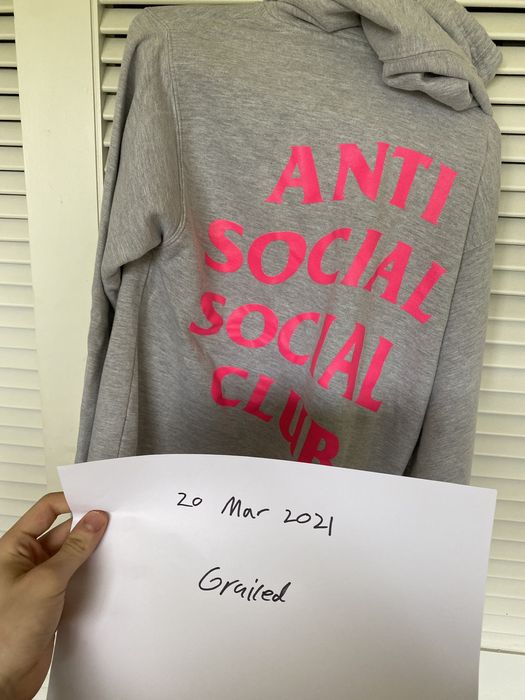 ANTI
SOCIAL
SOCIAL
CLUB
20 Mar 2021
Grailed